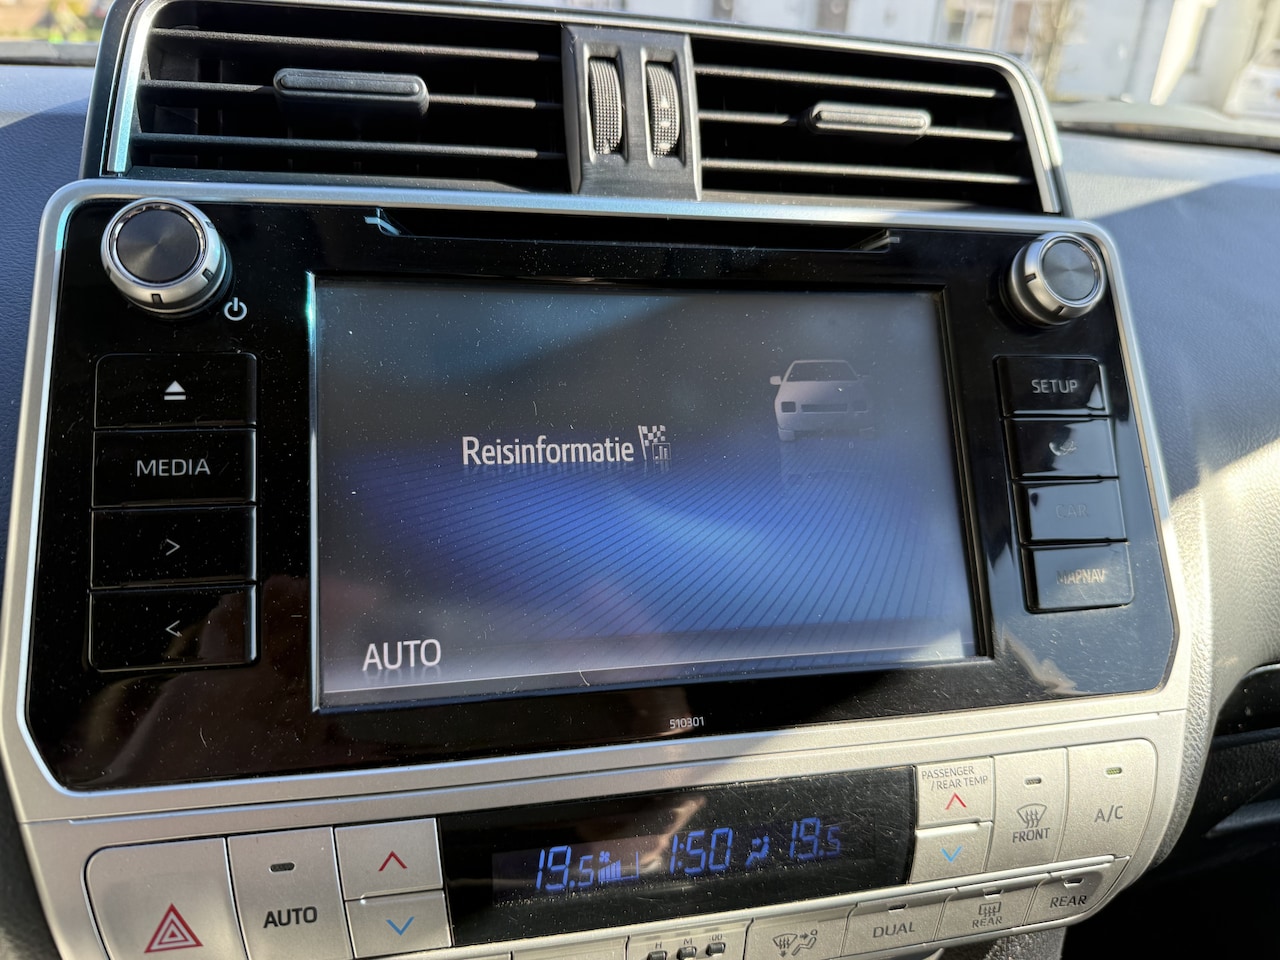 MEDIA
>
<
Reisinformatie
AUTO
SETUP
CAR
MAPNAV
510301
PASSENGER
/ REAR TEMP
FRONT
A/C
19.5 1:50 19.5
AUTO
H M :00
DUAL
REAR
REAR